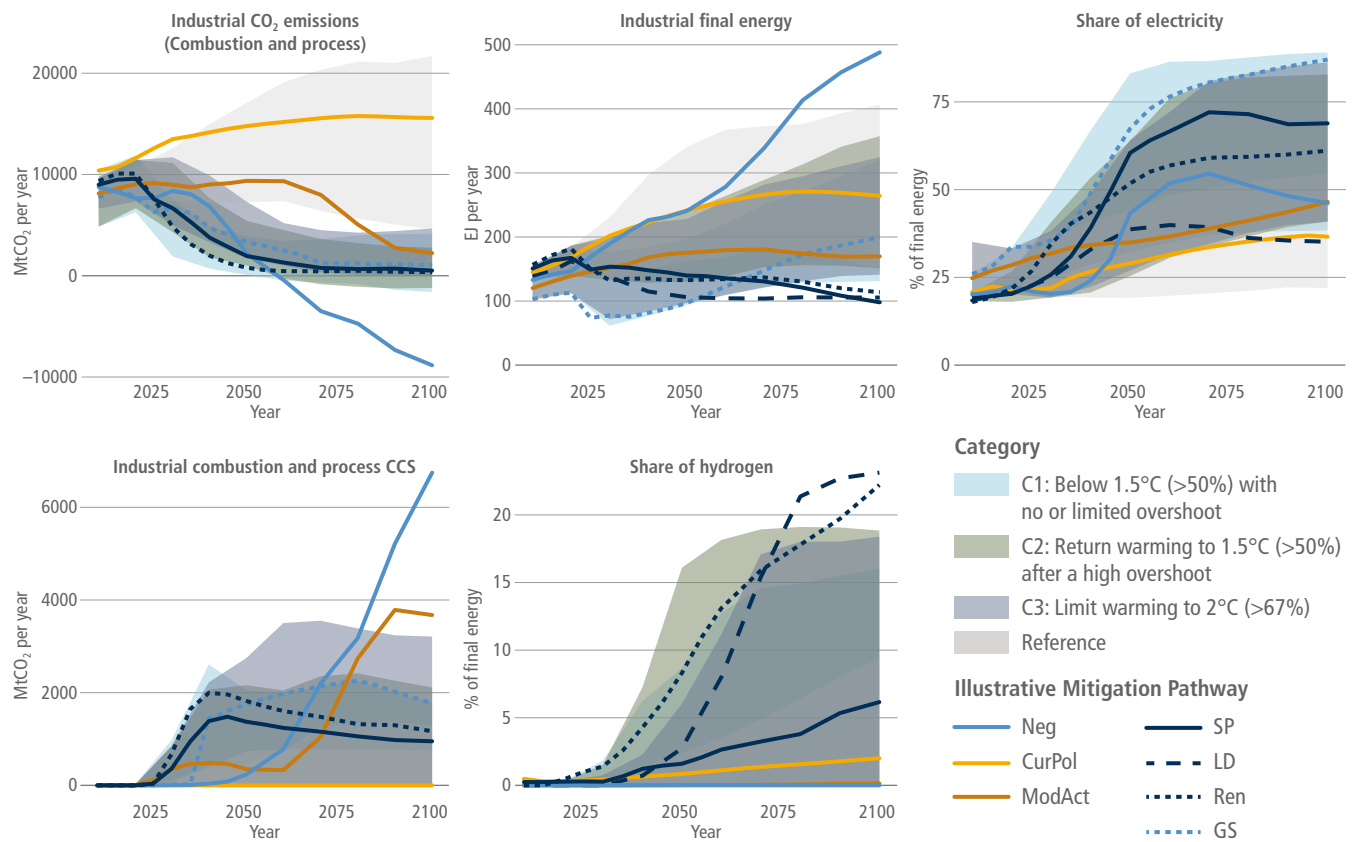 Industrial CO₂ emissions
(Combustion and process)
20000
10000
0
−10000
MtCO₂ per year
2025
2050
2075
2100
Year
Industrial final energy
500
400
300
200
100
0
EJ per year
2025
2050
2075
2100
Year
Share of electricity
75
50
25
0
% of final energy
2025
2050
2075
2100
Year
Industrial combustion and process CCS
6000
4000
2000
0
MtCO₂ per year
2025
2050
2075
2100
Year
Share of hydrogen
20
15
10
5
0
% of final energy
2025
2050
2075
2100
Year
Category
C1: Below 1.5°C (>50%) with
no or limited overshoot
C2: Return warming to 1.5°C (>50%)
after a high overshoot
C3: Limit warming to 2°C (>67%)
Reference
Illustrative Mitigation Pathway
Neg
CurPol
ModAct
SP
LD
Ren
GS